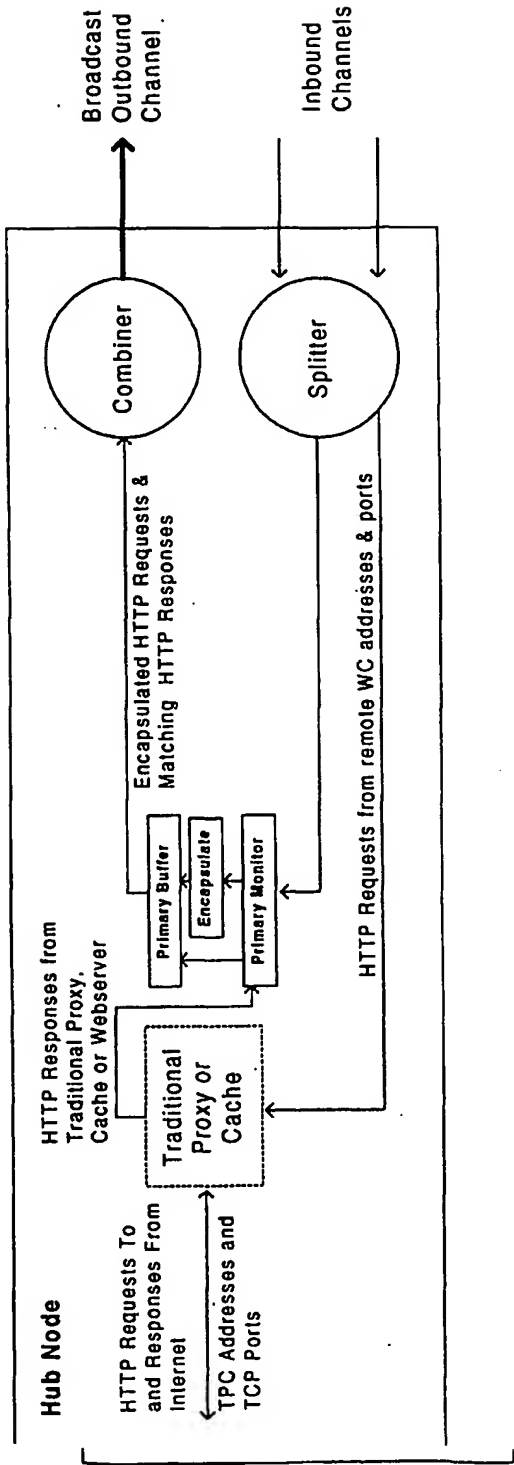 Hub Node
HTTP Requests To
and Responses From
Internet
TPC Addresses and
TCP Ports
HTTP Responses from
Traditional Proxy,
Cache or Webserver
Traditional
Proxy or
Cache
Primary Buffer
Encapsulate
Primary Monitor
Encapsulated HTTP Requests &
Matching HTTP Responses
HTTP Requests from remote WC addresses & ports
Combiner
Splitter
Broadcast
Outbound
Channel.
Inbound
Channels